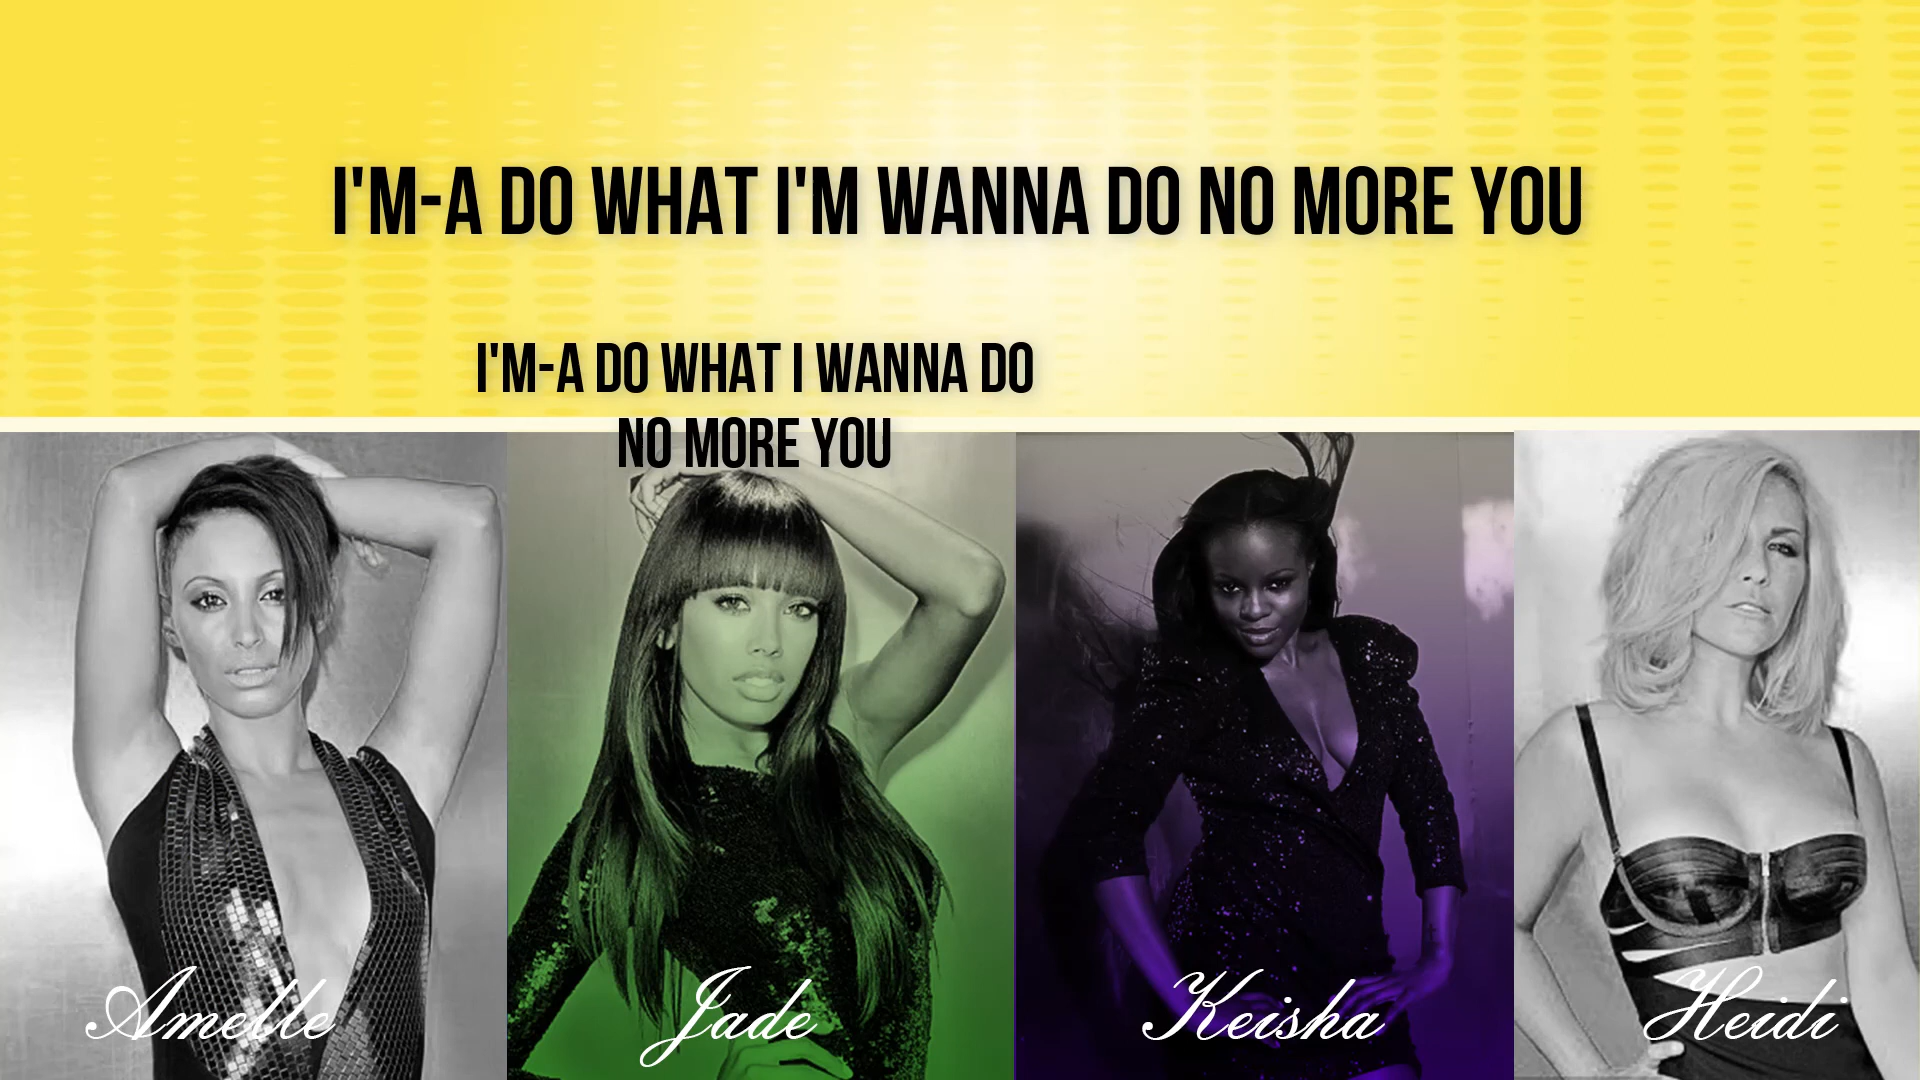 I'M-A DO WHAT I'M WANNA DO NO MORE YOU
I'M-A DO WHAT I WANNA DO
NO MORE YOU
Amelle
Jade
Keisha
Heidi